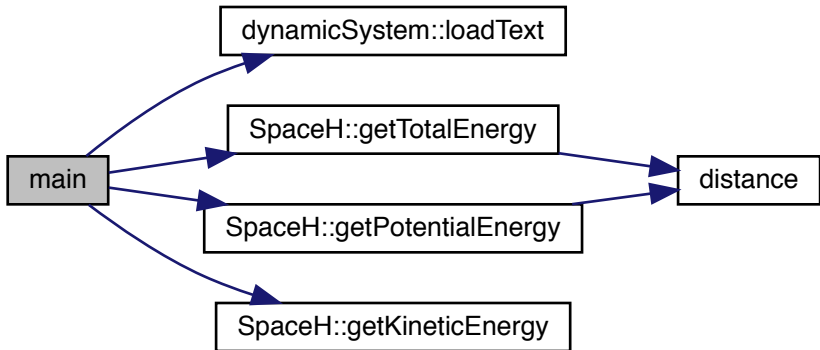 dynamicSystem::loadText
SpaceH::getTotalEnergy
main
distance
SpaceH::getPotentialEnergy
SpaceH::getKineticEnergy